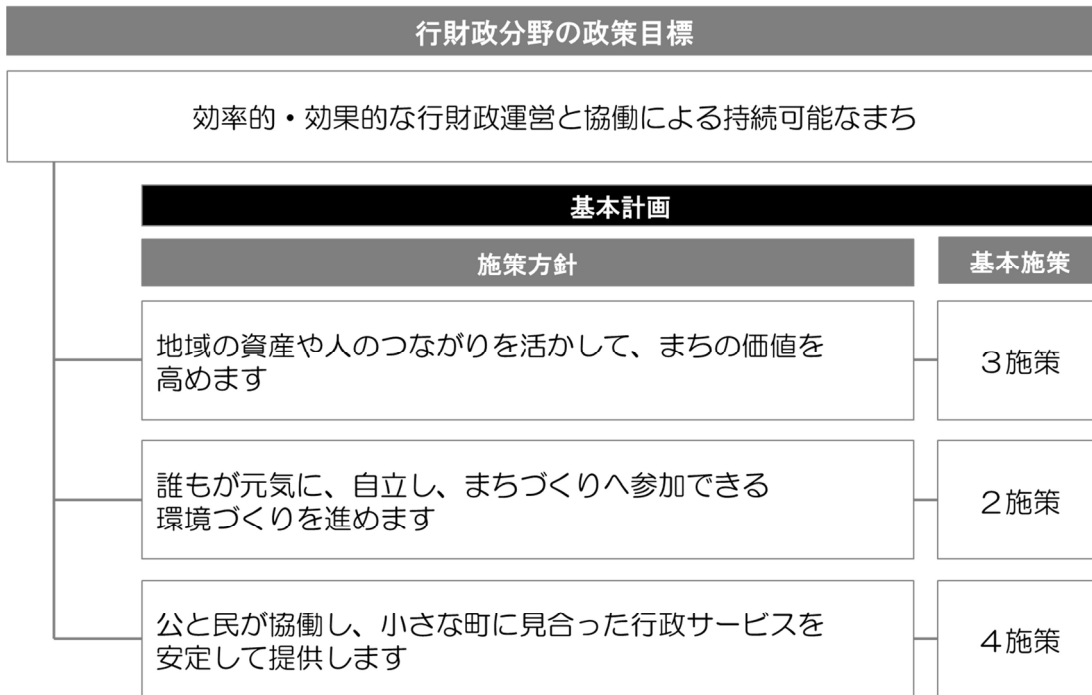 行財政分野の政策目標
効率的・効果的な行財政運営と協働による持続可能なまち
基本計画
施策方針
基本施策
地域の資産や人のつながりを活かして、まちの価値を
高めます
３施策
誰もが元気に、自立し、まちづくりへ参加できる
環境づくりを進めます
２施策
公と民が協働し、小さな町に見合った行政サービスを
安定して提供します
４施策